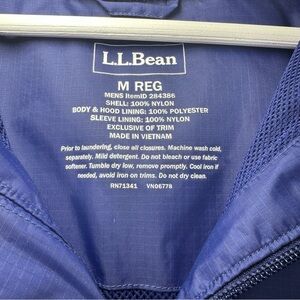 L.L.Bean
M REG
MENS ItemID 284386
SHELL: 100% NYLON
BODY & HOOD LINING: 100% POLYESTER
SLEEVE LINING: 100% NYLON
EXCLUSIVE OF TRIM
MADE IN VIETNAM
Prior to laundering, close all closures. Machine wash cold,
separately. Mild detergent. Do not bleach or use fabric
softener. Tumble dry low, remove promptly. Cool iron if
needed, avoid iron on trims. Do not dry clean.
RN71341 VN06778